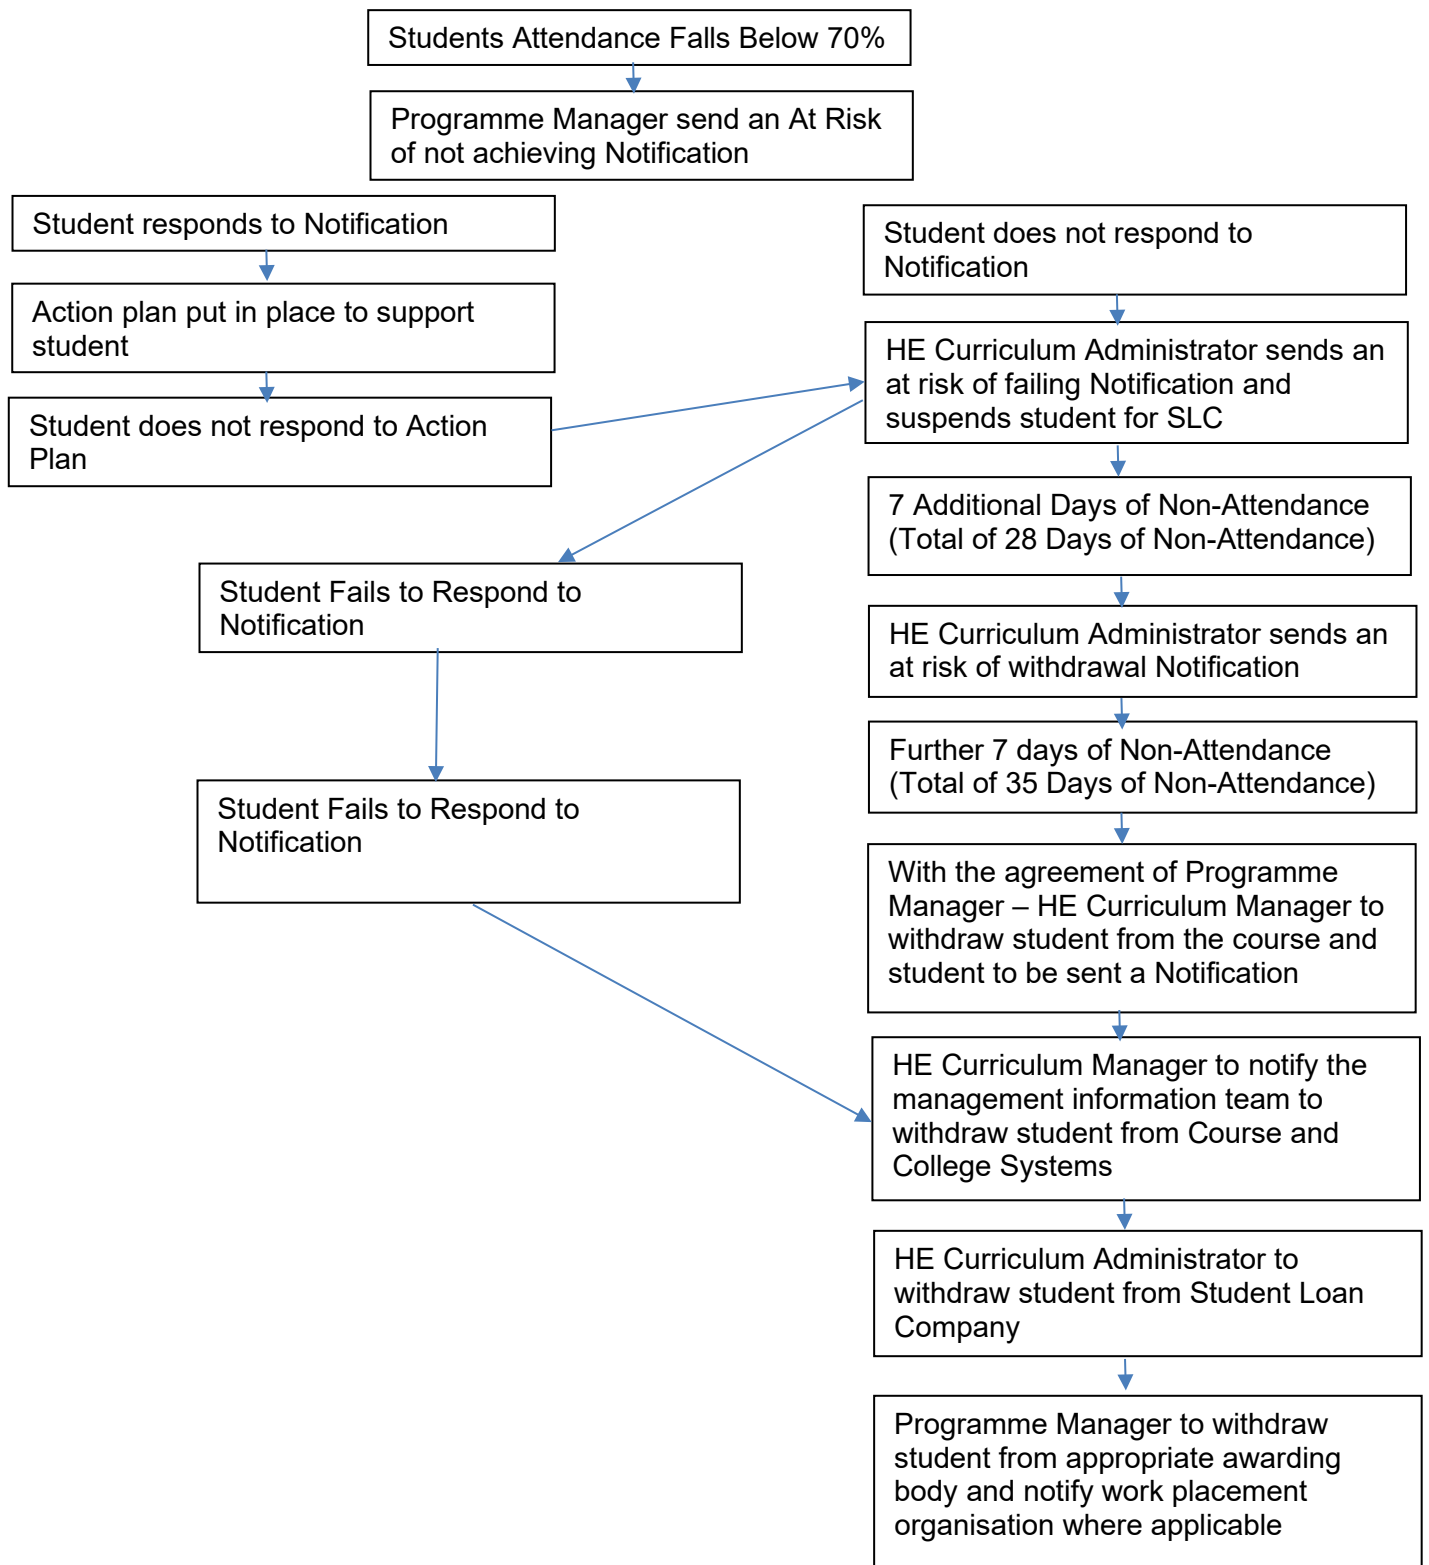 Students Attendance Falls Below 70%
Programme Manager send an At Risk
of not achieving Notification
Student responds to Notification
Action plan put in place to support
student
Student does not respond to Action
Plan
Student does not respond to
Notification
HE Curriculum Administrator sends an
at risk of failing Notification and
suspends student for SLC
7 Additional Days of Non-Attendance
(Total of 28 Days of Non-Attendance)
Student Fails to Respond to
Notification
HE Curriculum Administrator sends an
at risk of withdrawal Notification
Further 7 days of Non-Attendance
(Total of 35 Days of Non-Attendance)
Student Fails to Respond to
Notification
With the agreement of Programme
Manager – HE Curriculum Manager to
withdraw student from the course and
student to be sent a Notification
HE Curriculum Manager to notify the
management information team to
withdraw student from Course and
College Systems
HE Curriculum Administrator to
withdraw student from Student Loan
Company
Programme Manager to withdraw
student from appropriate awarding
body and notify work placement
organisation where applicable